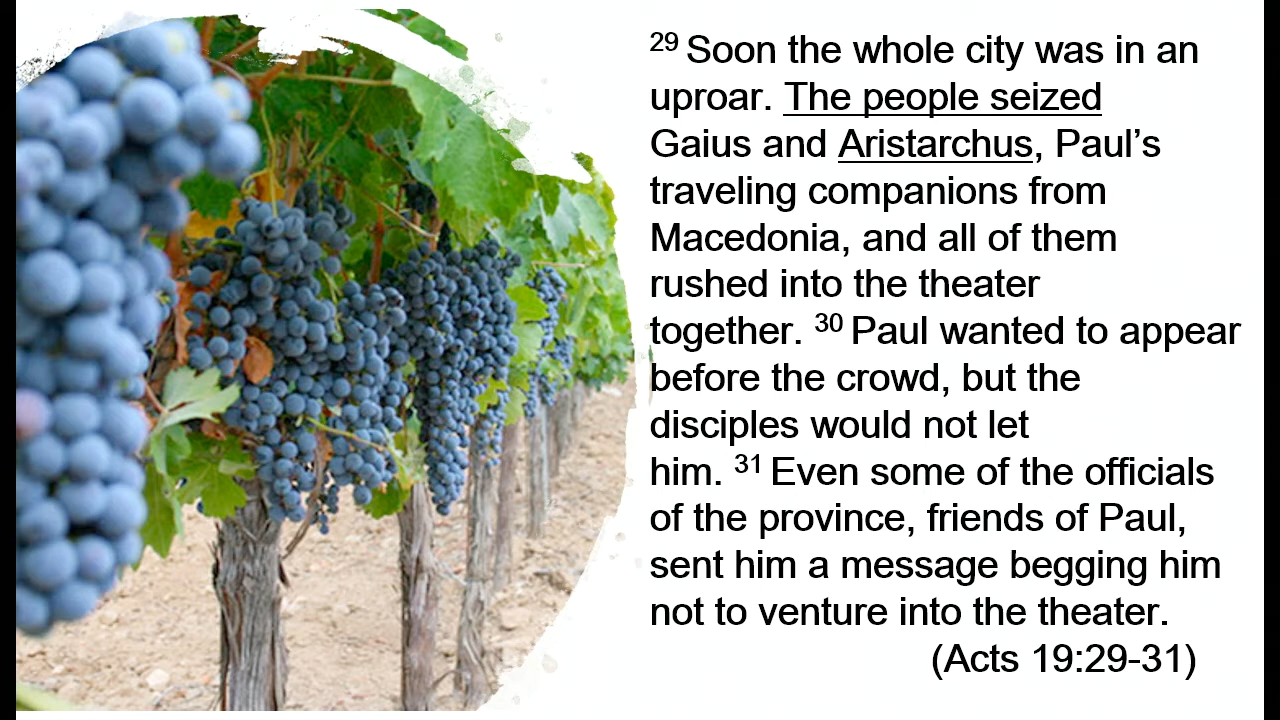 29 Soon the whole city was in an
uproar. The people seized
Gaius and Aristarchus, Paul’s
traveling companions from
Macedonia, and all of them
rushed into the theater
together. 30 Paul wanted to appear
before the crowd, but the
disciples would not let
him. 31 Even some of the officials
of the province, friends of Paul,
sent him a message begging him
not to venture into the theater.
(Acts 19:29-31)